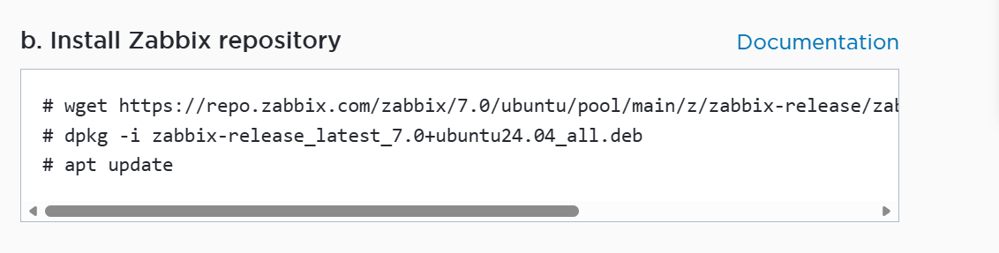 b. Install Zabbix repository
Documentation
# wget https://repo.zabbix.com/zabbix/7.0/ubuntu/pool/main/z/zabbix-release/zab
# dpkg -i zabbix-release_latest_7.0+ubuntu24.04_all.deb
# apt update